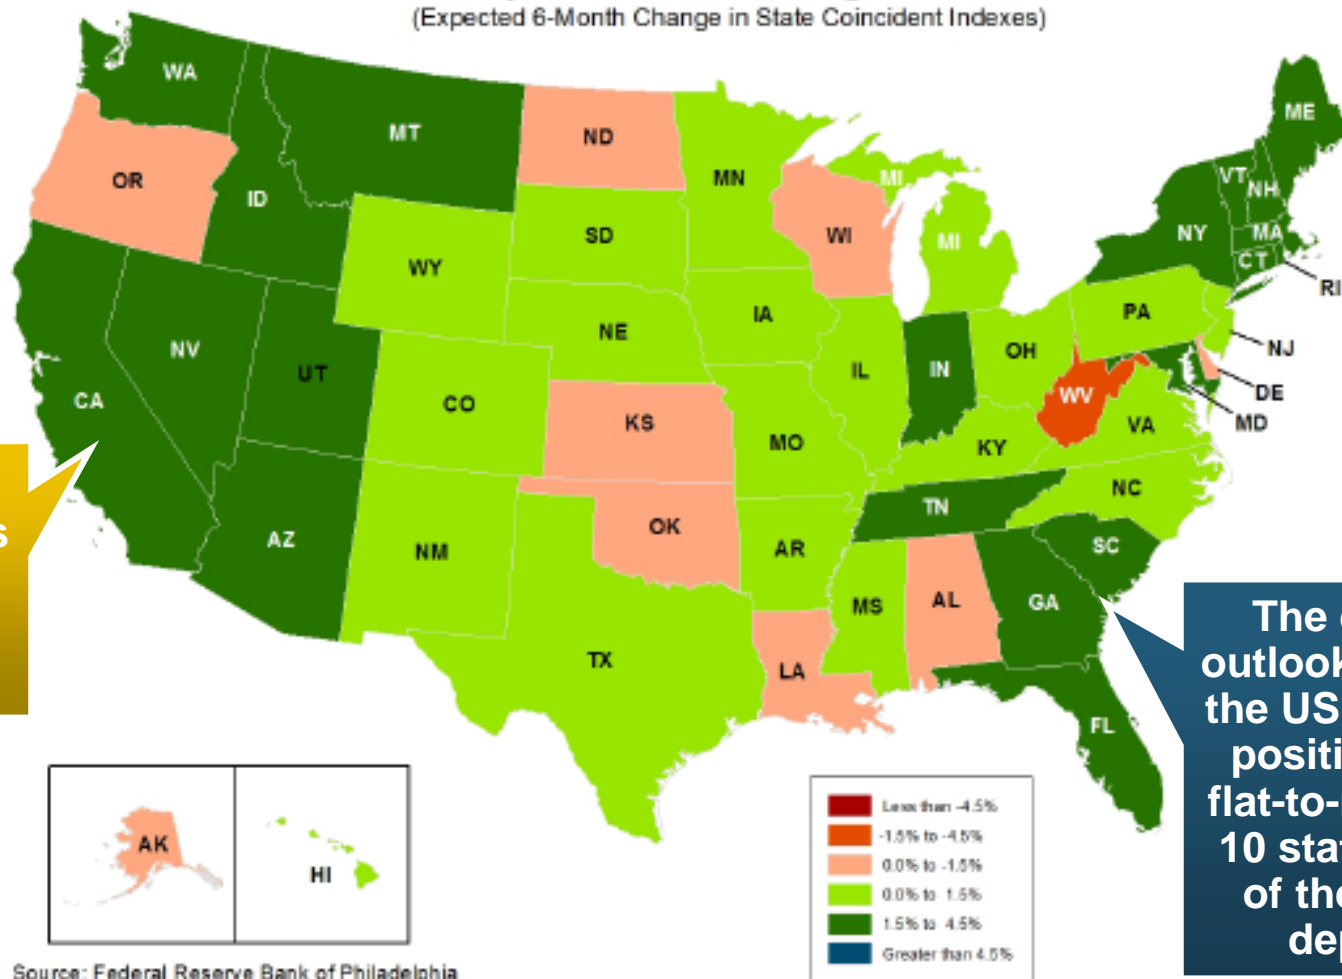 (Expected 6-Month Change in State Coincident Indexes)
WA
MT
ND
MN
ME
OR
ID
VT
NH
MI
SD
WI
MI
NY
MA
CT
RI
WY
IA
PA
NE
NV
UT
OH
NJ
IL
IN
CA
CO
WV
DE
MD
KS
VA
MO
KY
NC
TN
OK
AZ
NM
AR
SC
MS
AL
GA
TX
LA
FL
s
The
outlook
the US
positi
flat-to-
10 stat
of the
dep
AK
HI
Less than -4.5%
-1.5% to -4.5%
0.0% to -1.5%
0.0% to 1.5%
1.5% to 4.5%
Greater than 4.5%
Source: Federal Reserve Bank of Philadelphia